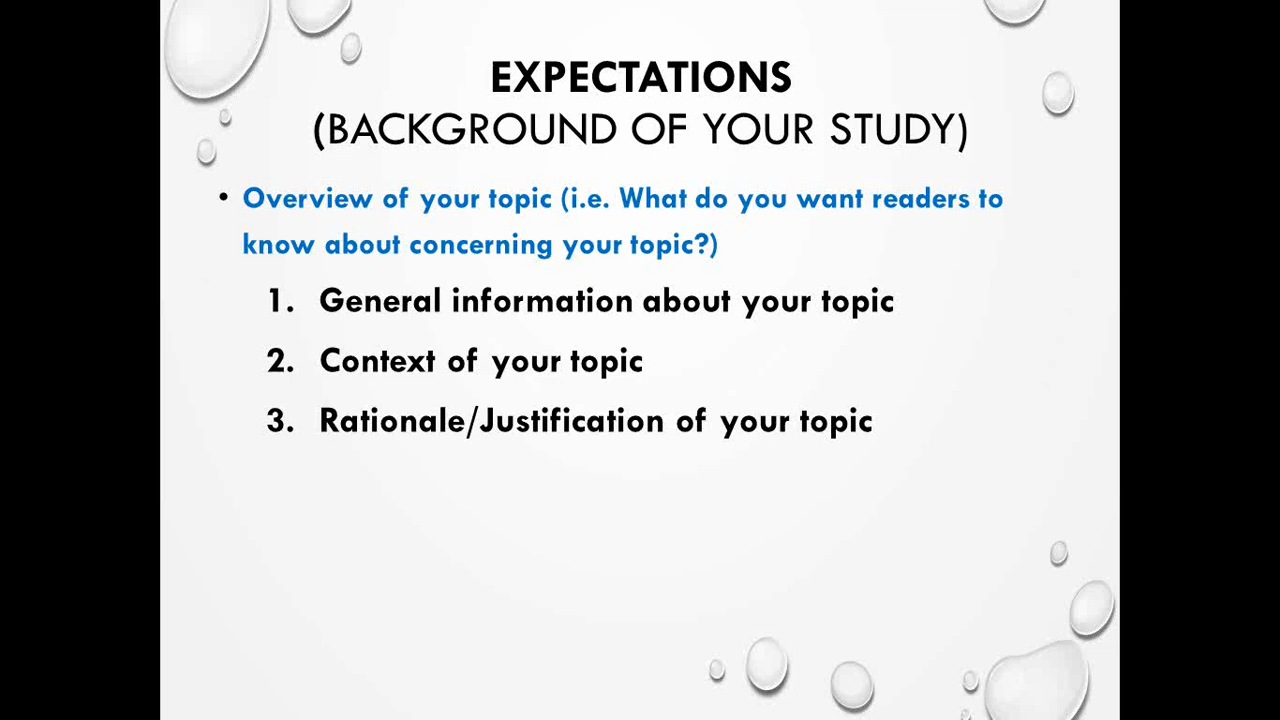 EXPECTATIONS
(BACKGROUND OF YOUR STUDY)
• Overview of your topic (i.e. What do you want readers to
know about concerning your topic?)
1. General information about your topic
2. Context of your topic
3. Rationale/Justification of your topic